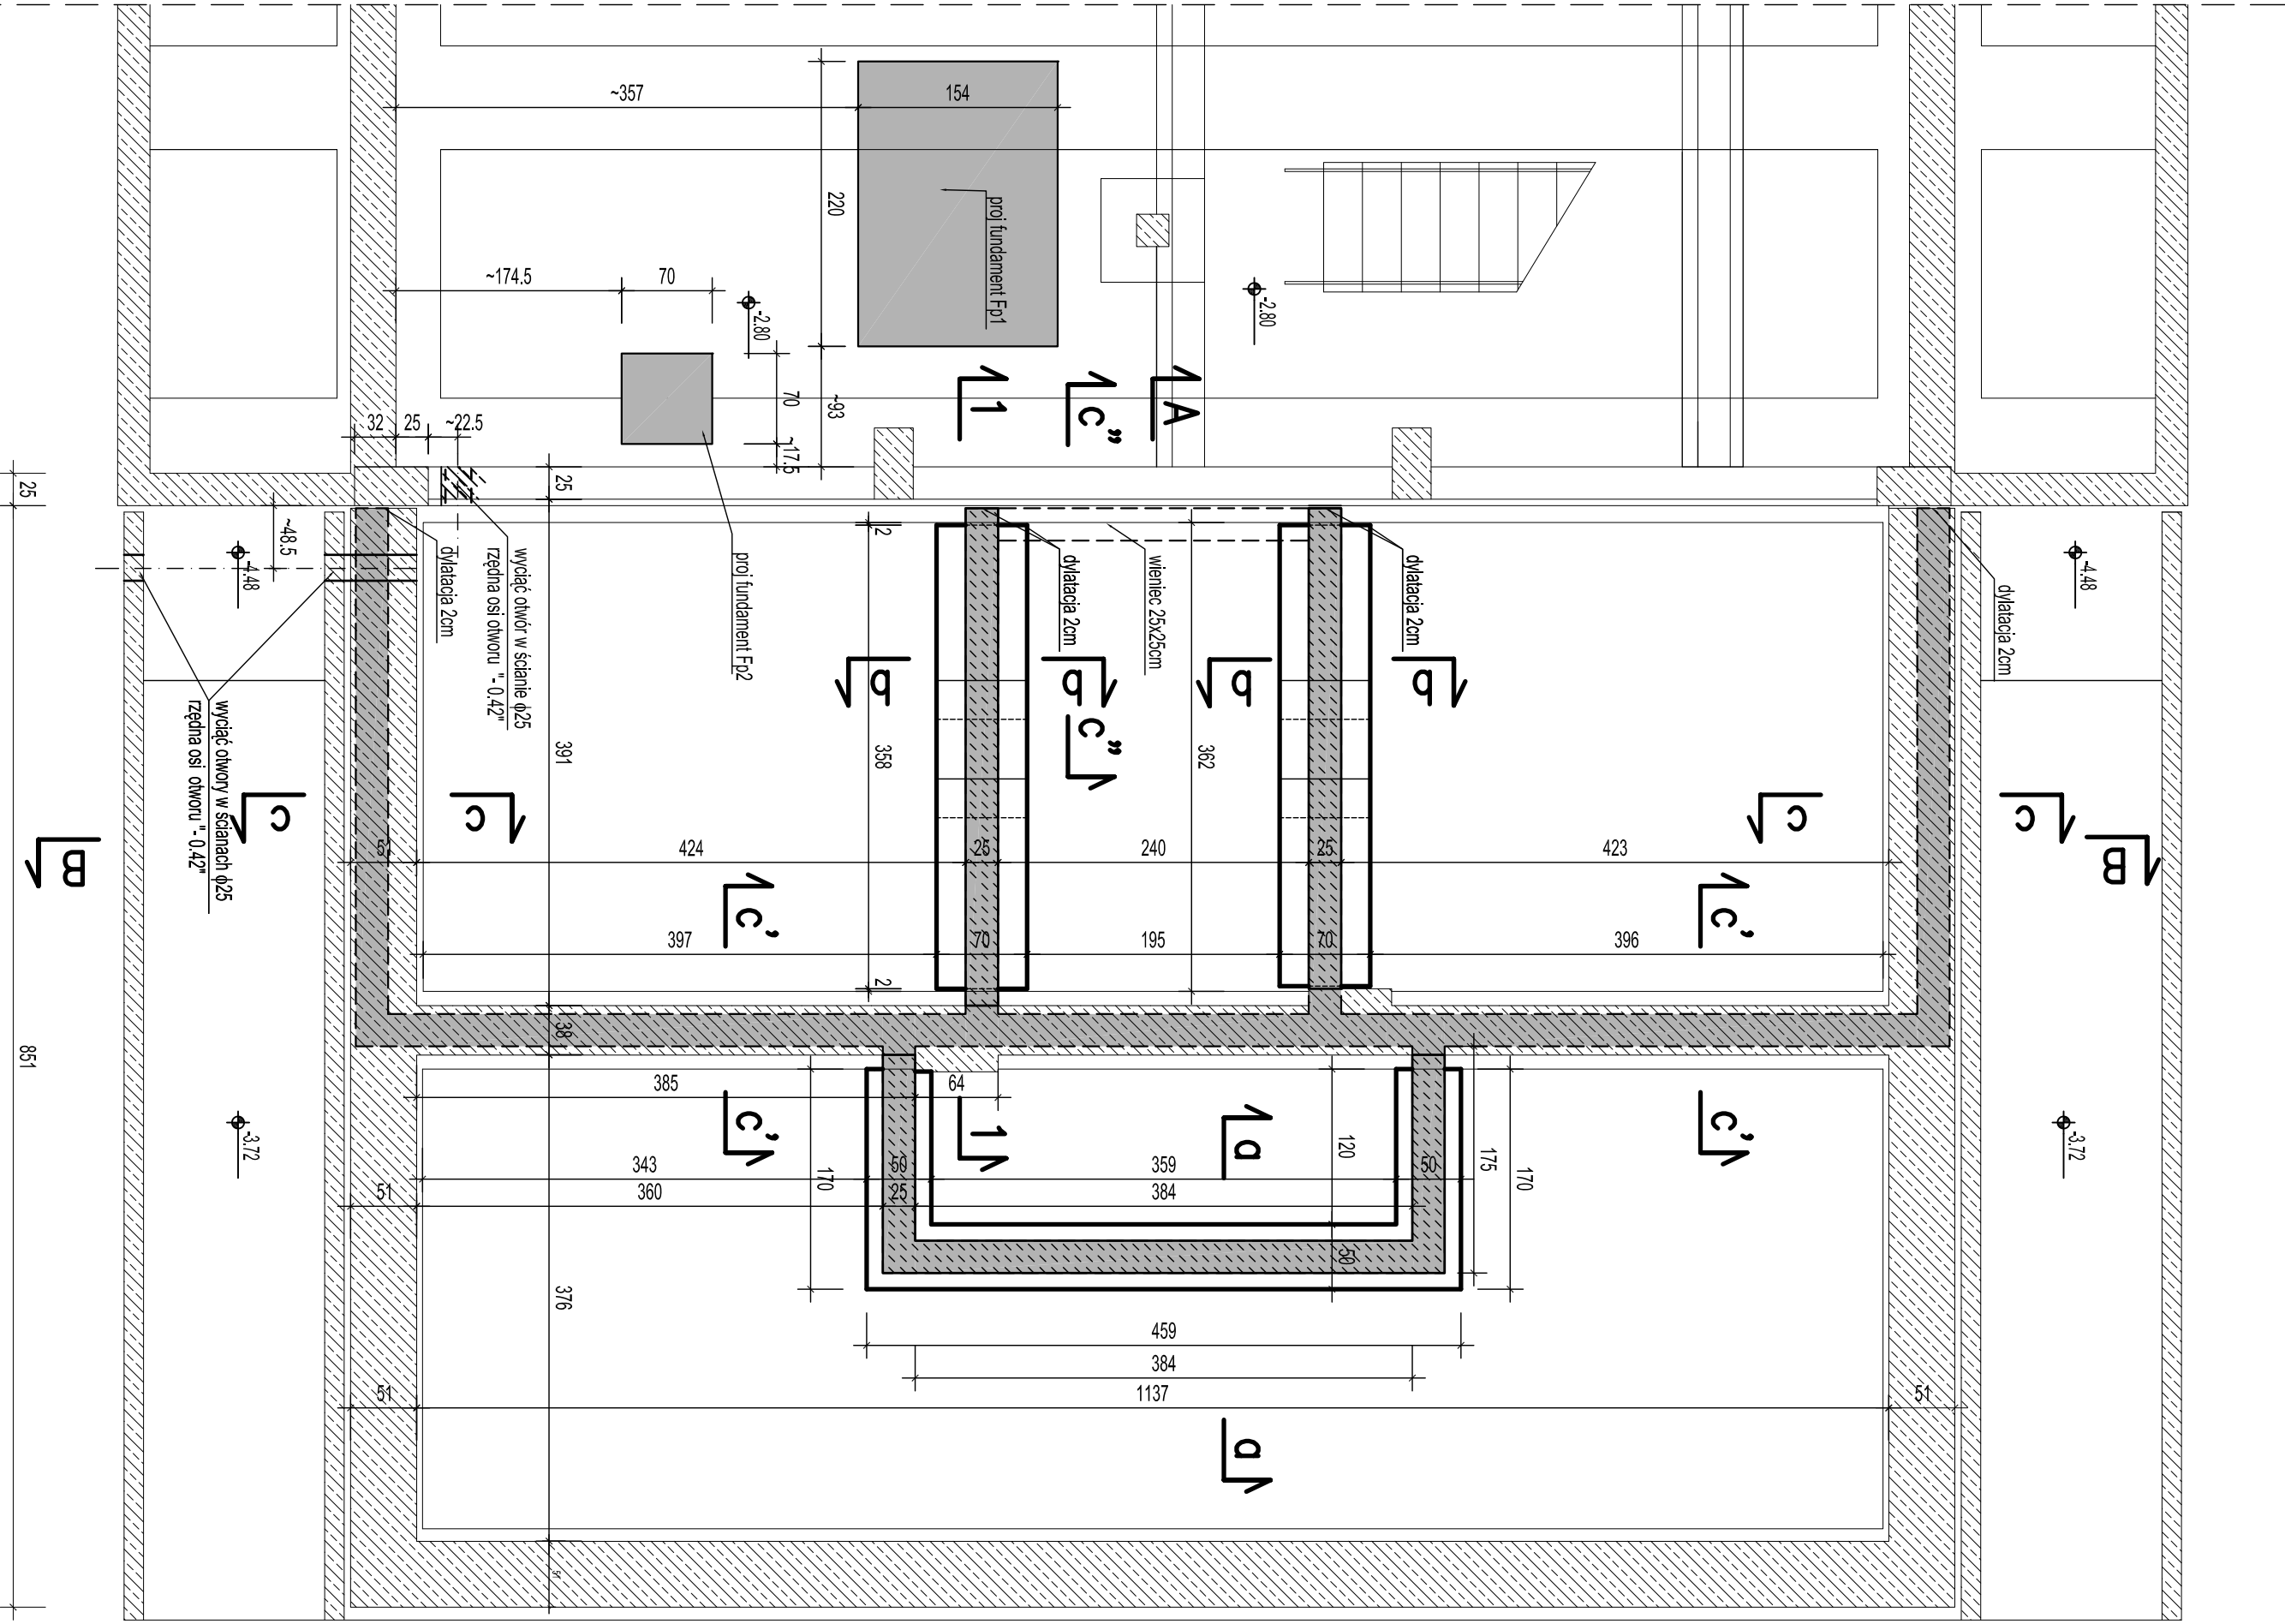 ~357
154
220
proj fundament Fp1
~174.5
70
-2.80
-2.80
70
~93
~17.5
1
c"
A
32
25
~22.5
25
25
~48.5
-4.48
-4.48
dylatacja 2cm
wyciąć otwór w ścianie ϕ25
rzędna osi otworu "- 0.42"
proj fundament Fp2
2
dylatacja 2cm
wieniec 25x25cm
dylatacja 2cm
dylatacja 2cm
b
b
b
b
c"
391
358
362
wyciąć otwory w ścianach ϕ25
rzędna osi otworu "- 0.42"
c
c
c
c
B
B
51
424
25
240
25
423
c'
c'
397
70
195
70
396
2
38
851
385
64
c'
1
a
c'
-3.72
-3.72
343
50
359
50
170
120
175
170
51
360
25
384
50
376
459
384
51
1137
51
a
51